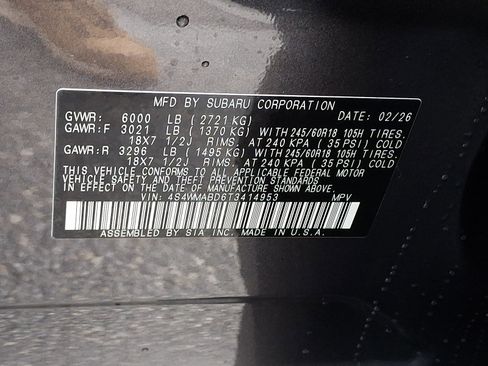 MFD BY SUBARU CORPORATION
GVWR: 6000 LB (2721 KG) DATE: 02/26
GAWR:F 3021 LB (1370 KG) WITH 245/60R18 105H TIRES.
18X7 1/2J RIMS. AT 240 KPA (35 PSI) COLD
GAWR:R 3296 LB (1495 KG) WITH 245/60R18 105H TIRES.
18X7 1/2J RIMS. AT 240 KPA (35 PSI) COLD
THIS VEHICLE CONFORMS TO ALL APPLICABLE FEDERAL MOTOR
VEHICLE SAFETY AND THEFT PREVENTION STANDARDS
IN EFFECT ON THE DATE OF MANUFACTURE SHOWN ABOVE.
VIN: 4S4WMABD6T3414953 MPV
ASSEMBLED BY SIA INC. MADE IN U.S.A.